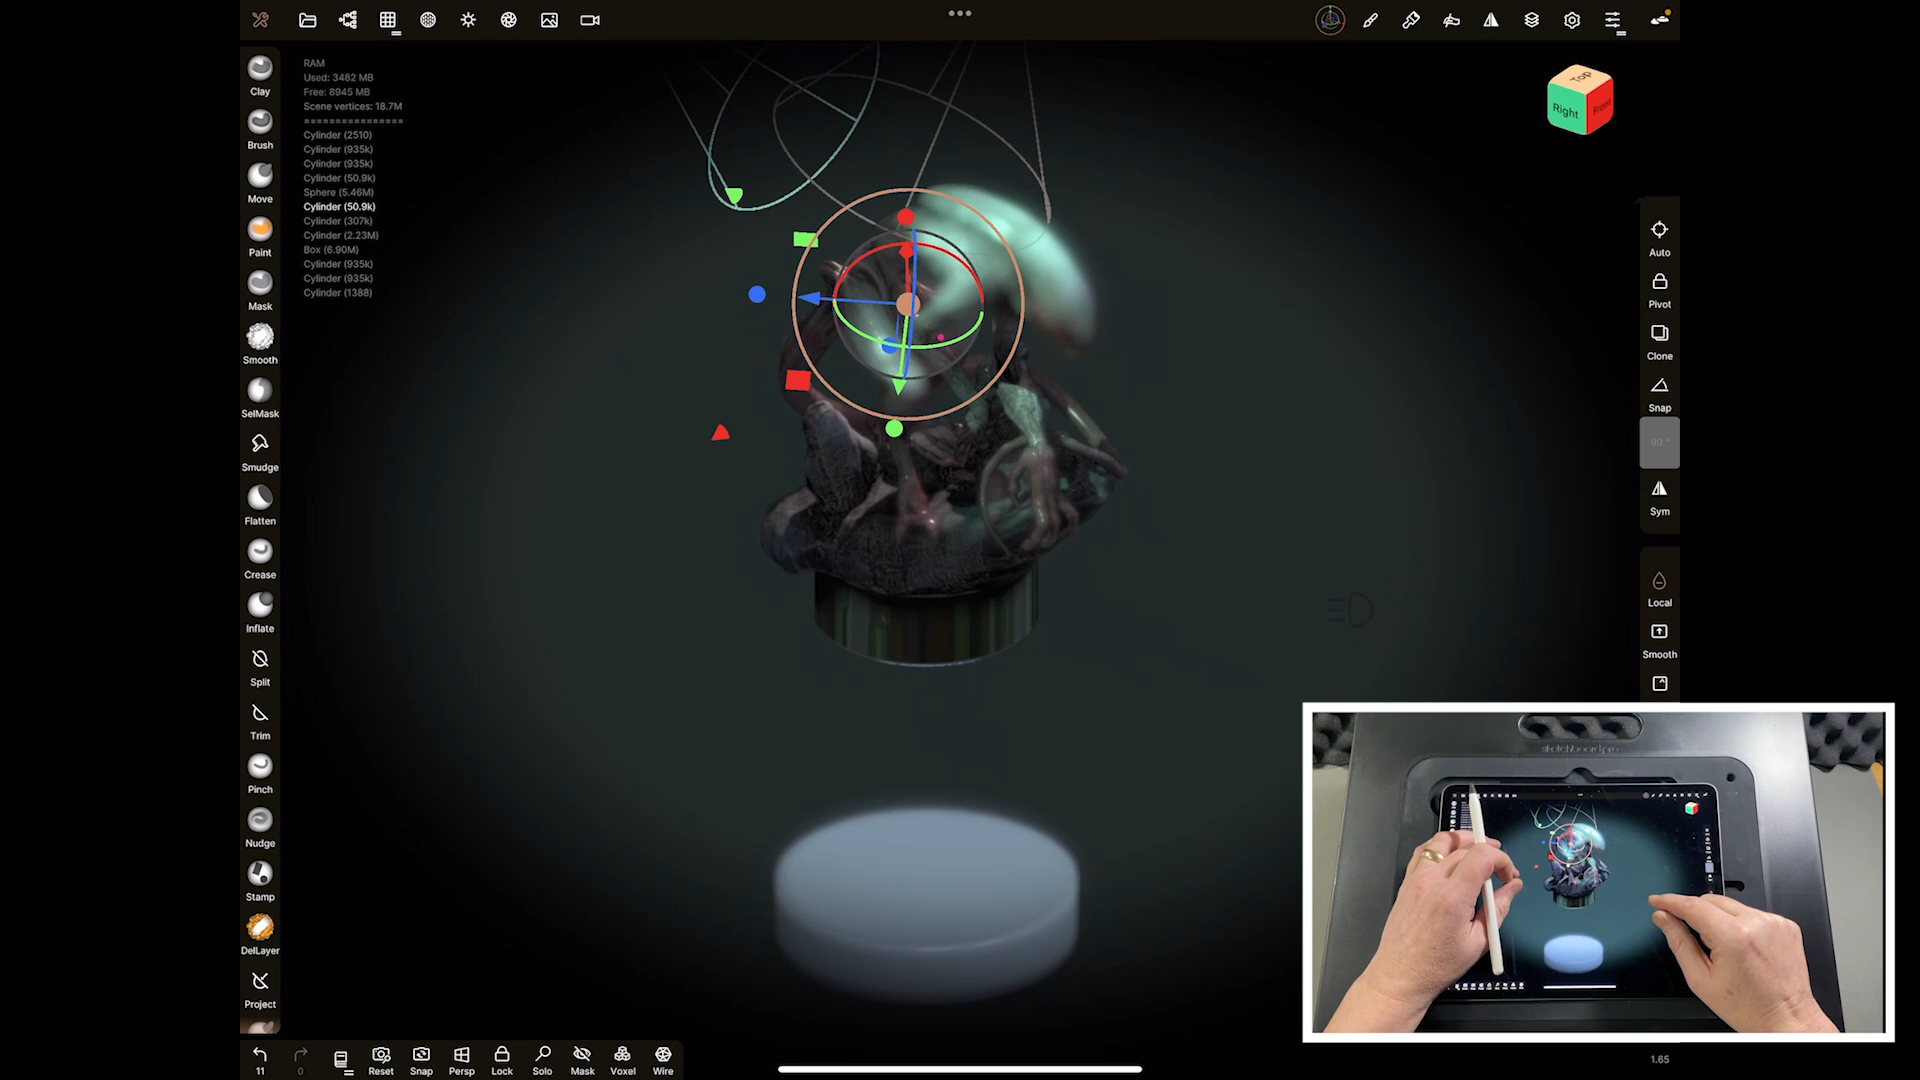 RAM
Used: 3482 MB
Free: 8945 MB
Scene vertices: 18.7M
================
Cylinder (2510)
Cylinder (935k)
Cylinder (935k)
Cylinder (50.9k)
Sphere (5.46M)
Cylinder (50.9k)
Cylinder (307k)
Cylinder (2.23M)
Box (6.90M)
Cylinder (935k)
Cylinder (935k)
Cylinder (1388)
Clay
Brush
Move
Paint
Mask
Smooth
SelMask
Smudge
Flatten
Crease
Inflate
Split
Trim
Pinch
Nudge
Stamp
DelLayer
Project
Top
Right
Front
Auto
Pivot
Clone
Snap
90 °
Sym
Local
Smooth
sketchboard pro
11
0
Reset
Snap
Persp
Lock
Solo
Mask
Voxel
Wire
1.65